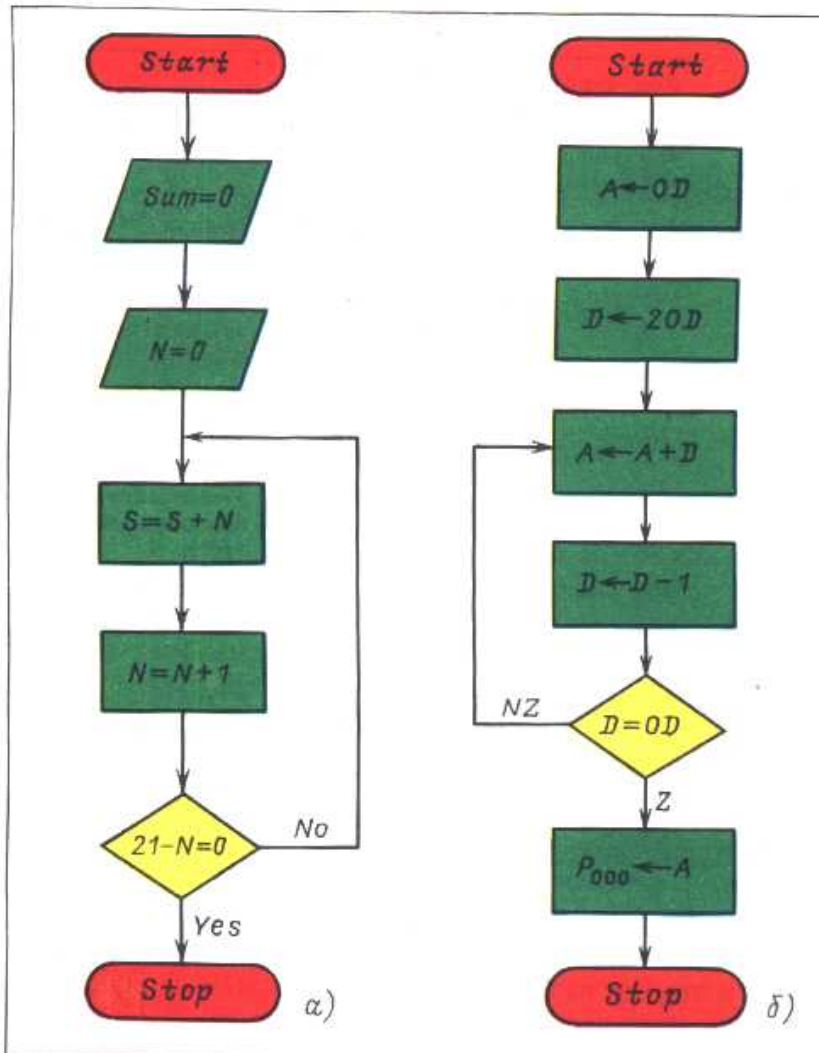 Start
Sum=0
N=0
S=S+N
N=N+1
21-N=0
No
Yes
Stop
а)
Start
A←0D
D←20D
A←A+D
D←D-1
D=0D
NZ
Z
P₀₀₀←A
Stop
б)